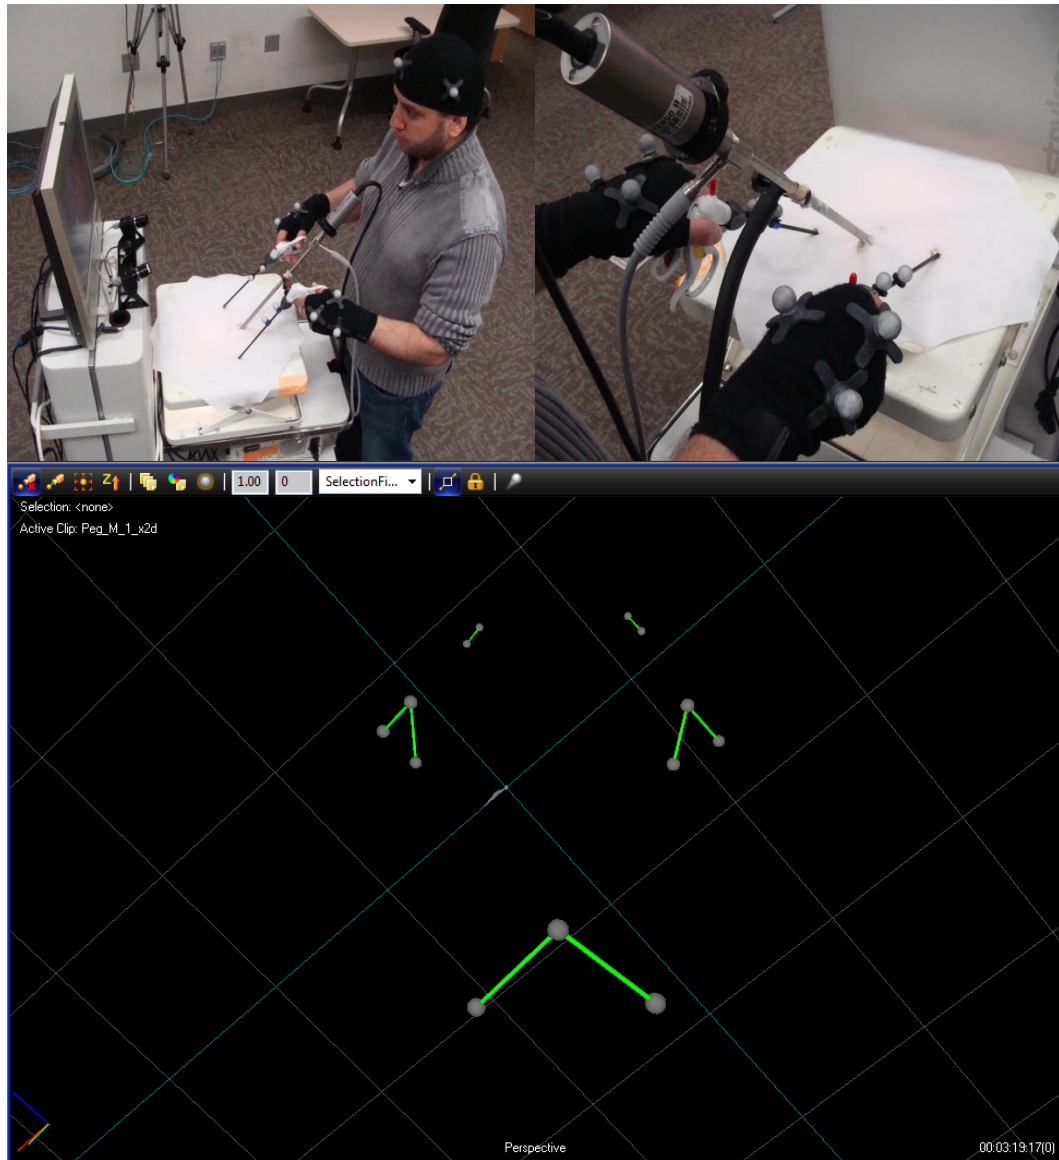 1.00 0 SelectionFi...
Selection: <none>
Active Clip: Peg_M_1_x2d
Perspective
00:03:19:17(0)